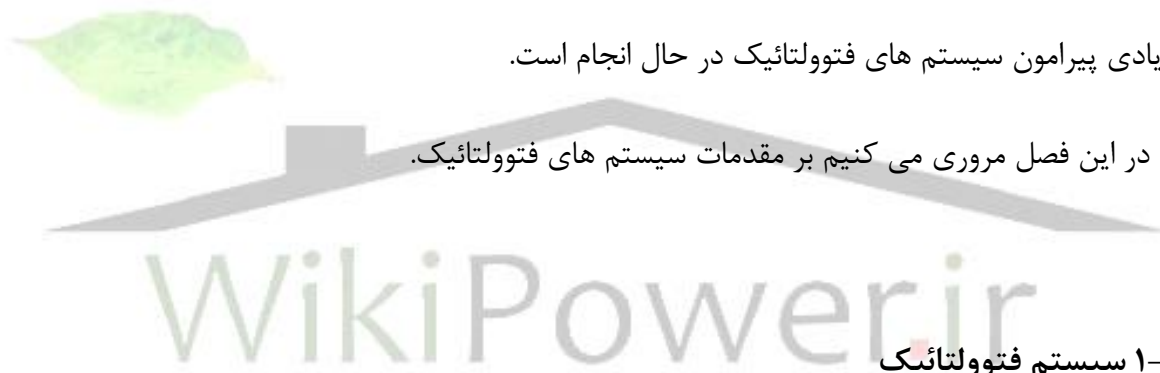 یادی پیرامون سیستم های فتوولتائیک در حال انجام است.
در این فصل مروری می کنیم بر مقدمات سیستم های فتوولتائیک.
WikiPower.ir
-۱ سیستم فتوولتائیک